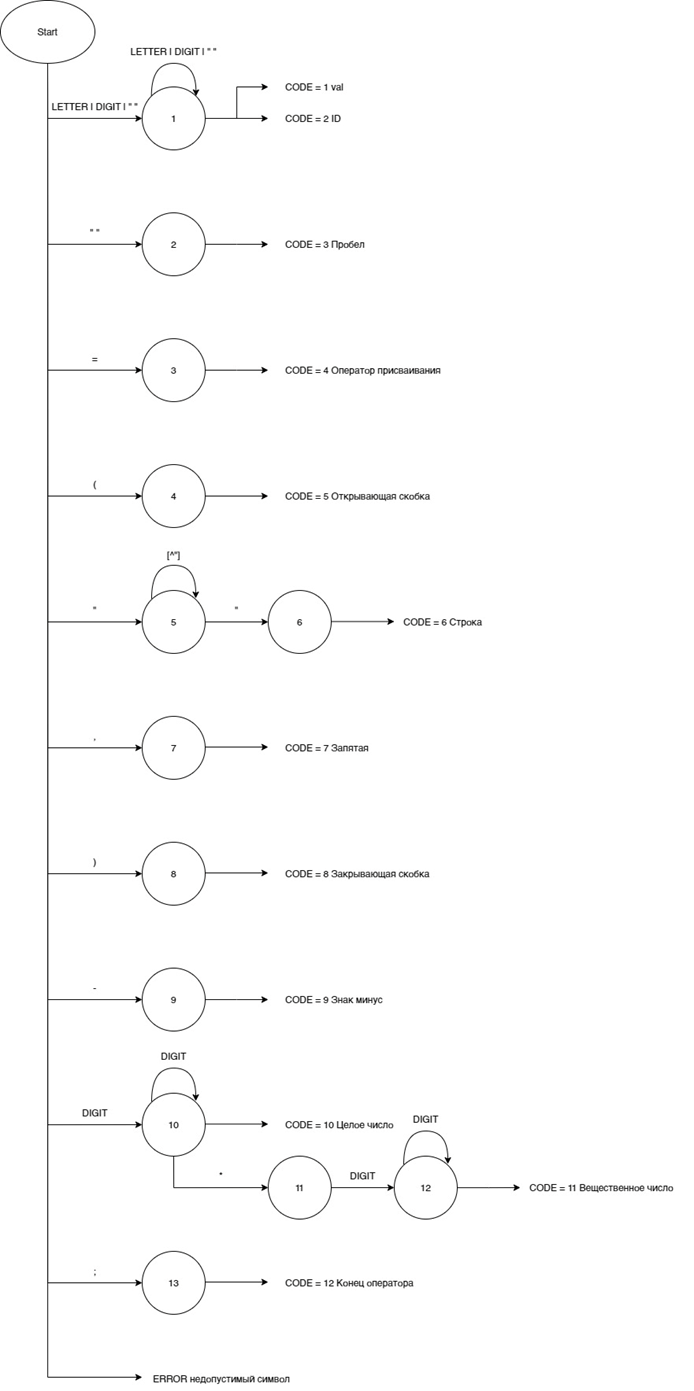 Start
LETTER | DIGIT | " "
LETTER | DIGIT | " "
1
CODE = 1 val
CODE = 2 ID
" "
2
CODE = 3 Пробел
=
3
CODE = 4 Оператор присваивания
(
4
CODE = 5 Открывающая скобка
[^"]
"
5
"
6
CODE = 6 Строка
,
7
CODE = 7 Запятая
)
8
CODE = 8 Закрывающая скобка
-
9
CODE = 9 Знак минус
DIGIT
DIGIT
10
CODE = 10 Целое число
DIGIT
11
DIGIT
12
CODE = 11 Вещественное число
;
13
CODE = 12 Конец оператора
ERROR недопустимый символ